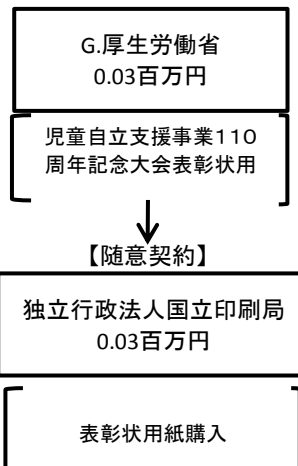 G.厚生労働省
0.03百万円
児童自立支援事業110
周年記念大会表彰状用
【随意契約】
独立行政法人国立印刷局
0.03百万円
表彰状用紙購入